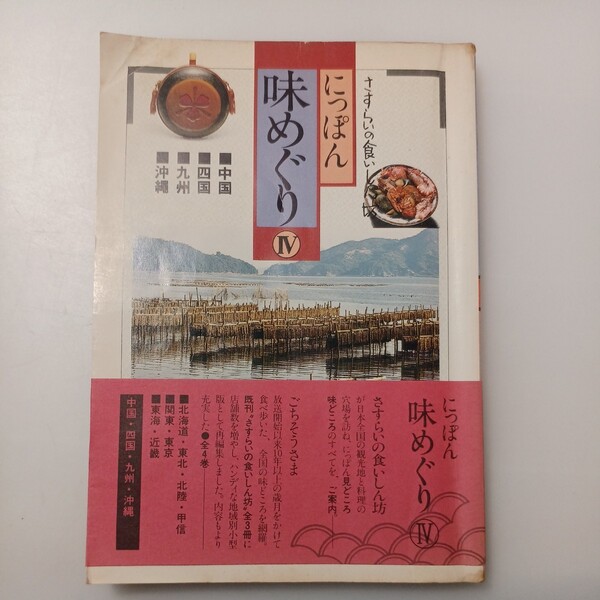 さすらいの食いしん坊
にっぽん
味めぐり
Ⅳ
■中国
■四国
■九州
■沖縄
にっぽん
味めぐり
Ⅳ
さすらいの食いしん坊
が日本全国の観光地と料理の
穴場を訪ね、にっぽん見どころ
味どころのすべてを、ご案内。
ごちそうさま
放送開始以来10年以上の歳月をかけて
食べ歩いた、全国の味どころを網羅。
既刊“さすらいの食いしん坊”全3冊に
店舗数を増やし、ハンディな地域別小型
版として再編集しました。内容もより
充実した●全4巻
■北海道・東北・北陸・甲信
■関東・東京
■東海・近畿
中国・四国・九州・沖縄